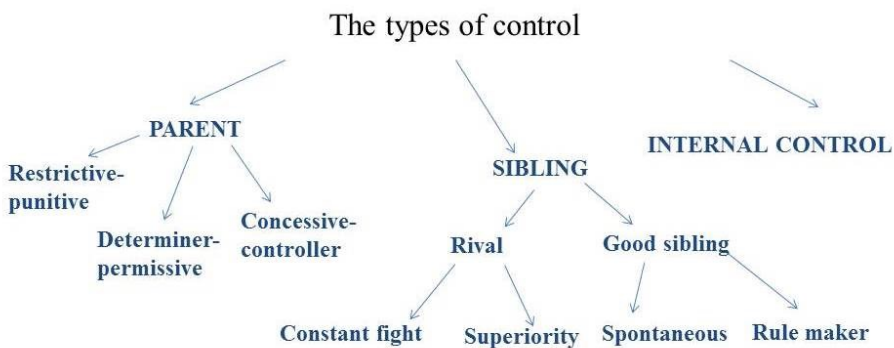 The types of control
PARENT
Restrictive-
punitive
Determiner-
permissive
Concessive-
controller
SIBLING
Rival
Constant fight
Superiority
Good sibling
Spontaneous
Rule maker
INTERNAL CONTROL